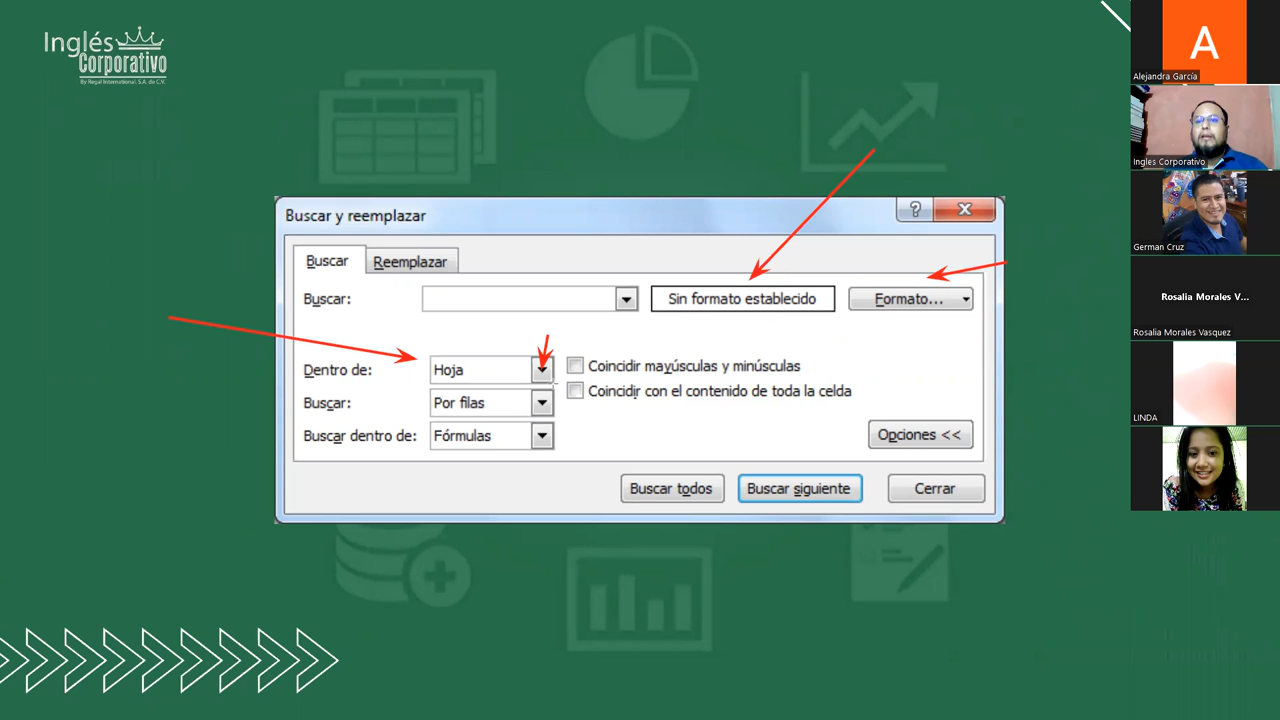 Inglés
Corporativo
By Regal International, S.A. de C.V.
Buscar y reemplazar
?
Buscar
Reemplazar
Buscar:
Sin formato establecido
Formato...
Dentro de:
Hoja
Coincidir mayúsculas y minúsculas
Buscar:
Por filas
Coincidir con el contenido de toda la celda
Buscar dentro de:
Fórmulas
Opciones <<
Buscar todos
Buscar siguiente
Cerrar
A
Alejandra García
Ingles Corporativo
German Cruz
Rosalia Morales V...
Rosalia Morales Vasquez
LINDA